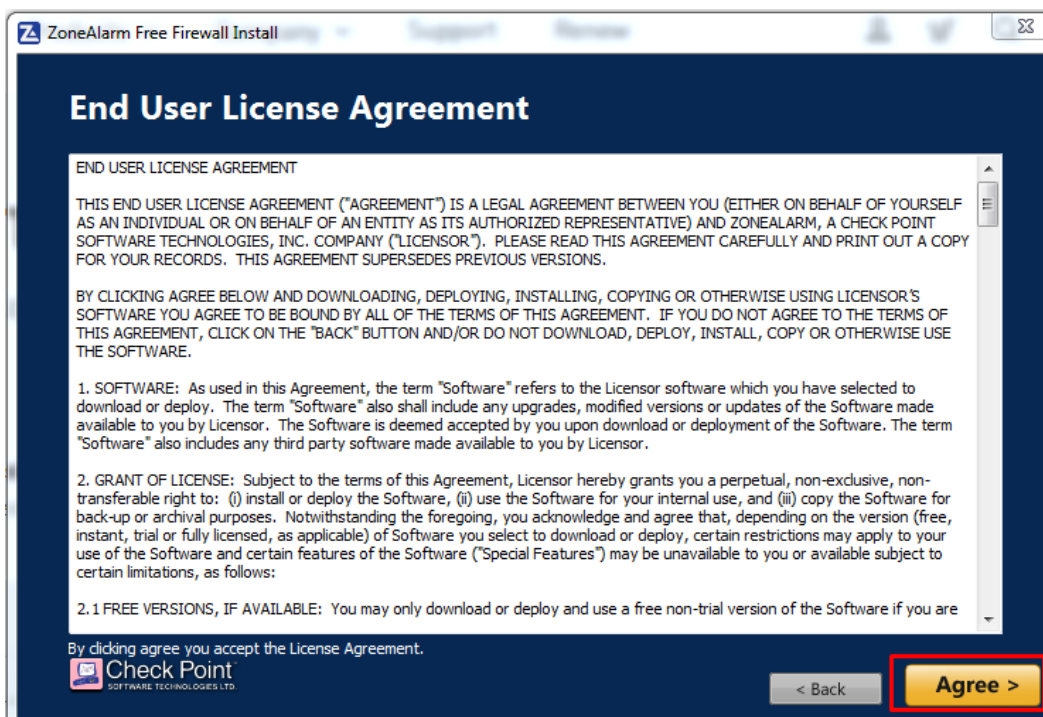 ZoneAlarm Free Firewall Install
Support
Renew
End User License Agreement
END USER LICENSE AGREEMENT
THIS END USER LICENSE AGREEMENT ("AGREEMENT") IS A LEGAL AGREEMENT BETWEEN YOU (EITHER ON BEHALF OF YOURSELF
AS AN INDIVIDUAL OR ON BEHALF OF AN ENTITY AS ITS AUTHORIZED REPRESENTATIVE) AND ZONEALARM, A CHECK POINT
SOFTWARE TECHNOLOGIES, INC. COMPANY ("LICENSOR").  PLEASE READ THIS AGREEMENT CAREFULLY AND PRINT OUT A COPY
FOR YOUR RECORDS.  THIS AGREEMENT SUPERSEDES PREVIOUS VERSIONS.
BY CLICKING AGREE BELOW AND DOWNLOADING, DEPLOYING, INSTALLING, COPYING OR OTHERWISE USING LICENSOR'S
SOFTWARE YOU AGREE TO BE BOUND BY ALL OF THE TERMS OF THIS AGREEMENT.  IF YOU DO NOT AGREE TO THE TERMS OF
THIS AGREEMENT, CLICK ON THE "BACK" BUTTON AND/OR DO NOT DOWNLOAD, DEPLOY, INSTALL, COPY OR OTHERWISE USE
THE SOFTWARE.
1. SOFTWARE:  As used in this Agreement, the term "Software" refers to the Licensor software which you have selected to
download or deploy.  The term "Software" also shall include any upgrades, modified versions or updates of the Software made
available to you by Licensor.  The Software is deemed accepted by you upon download or deployment of the Software. The term
"Software" also includes any third party software made available to you by Licensor.
2. GRANT OF LICENSE:  Subject to the terms of this Agreement, Licensor hereby grants you a perpetual, non-exclusive, non-
transferable right to:  (i) install or deploy the Software, (ii) use the Software for your internal use, and (iii) copy the Software for
back-up or archival purposes.  Notwithstanding the foregoing, you acknowledge and agree that, depending on the version (free,
instant, trial or fully licensed, as applicable) of Software you select to download or deploy, certain restrictions may apply to your
use of the Software and certain features of the Software ("Special Features") may be unavailable to you or available subject to
certain limitations, as follows:
2.1 FREE VERSIONS, IF AVAILABLE:  You may only download or deploy and use a free non-trial version of the Software if you are
By clicking agree you accept the License Agreement.
Check Point
SOFTWARE TECHNOLOGIES LTD.
< Back
Agree >